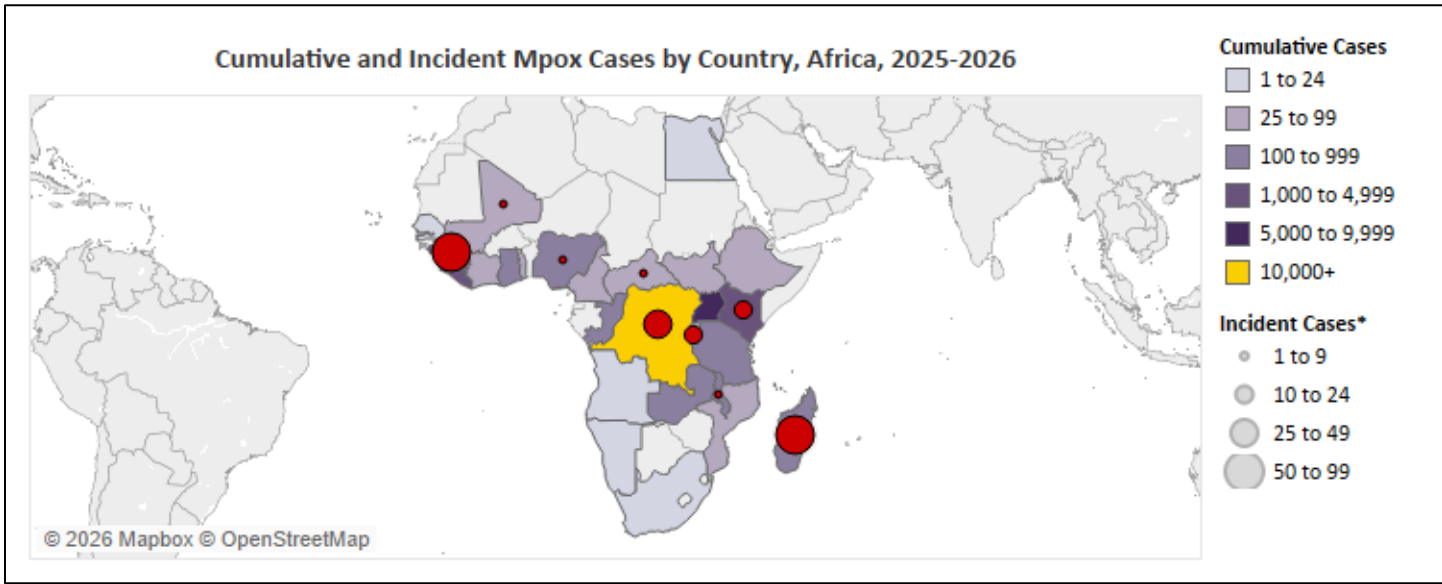 Cumulative and Incident Mpox Cases by Country, Africa, 2025-2026
Cumulative Cases
1 to 24
25 to 99
100 to 999
1,000 to 4,999
5,000 to 9,999
10,000+
Incident Cases*
1 to 9
10 to 24
25 to 49
50 to 99
© 2026 Mapbox © OpenStreetMap